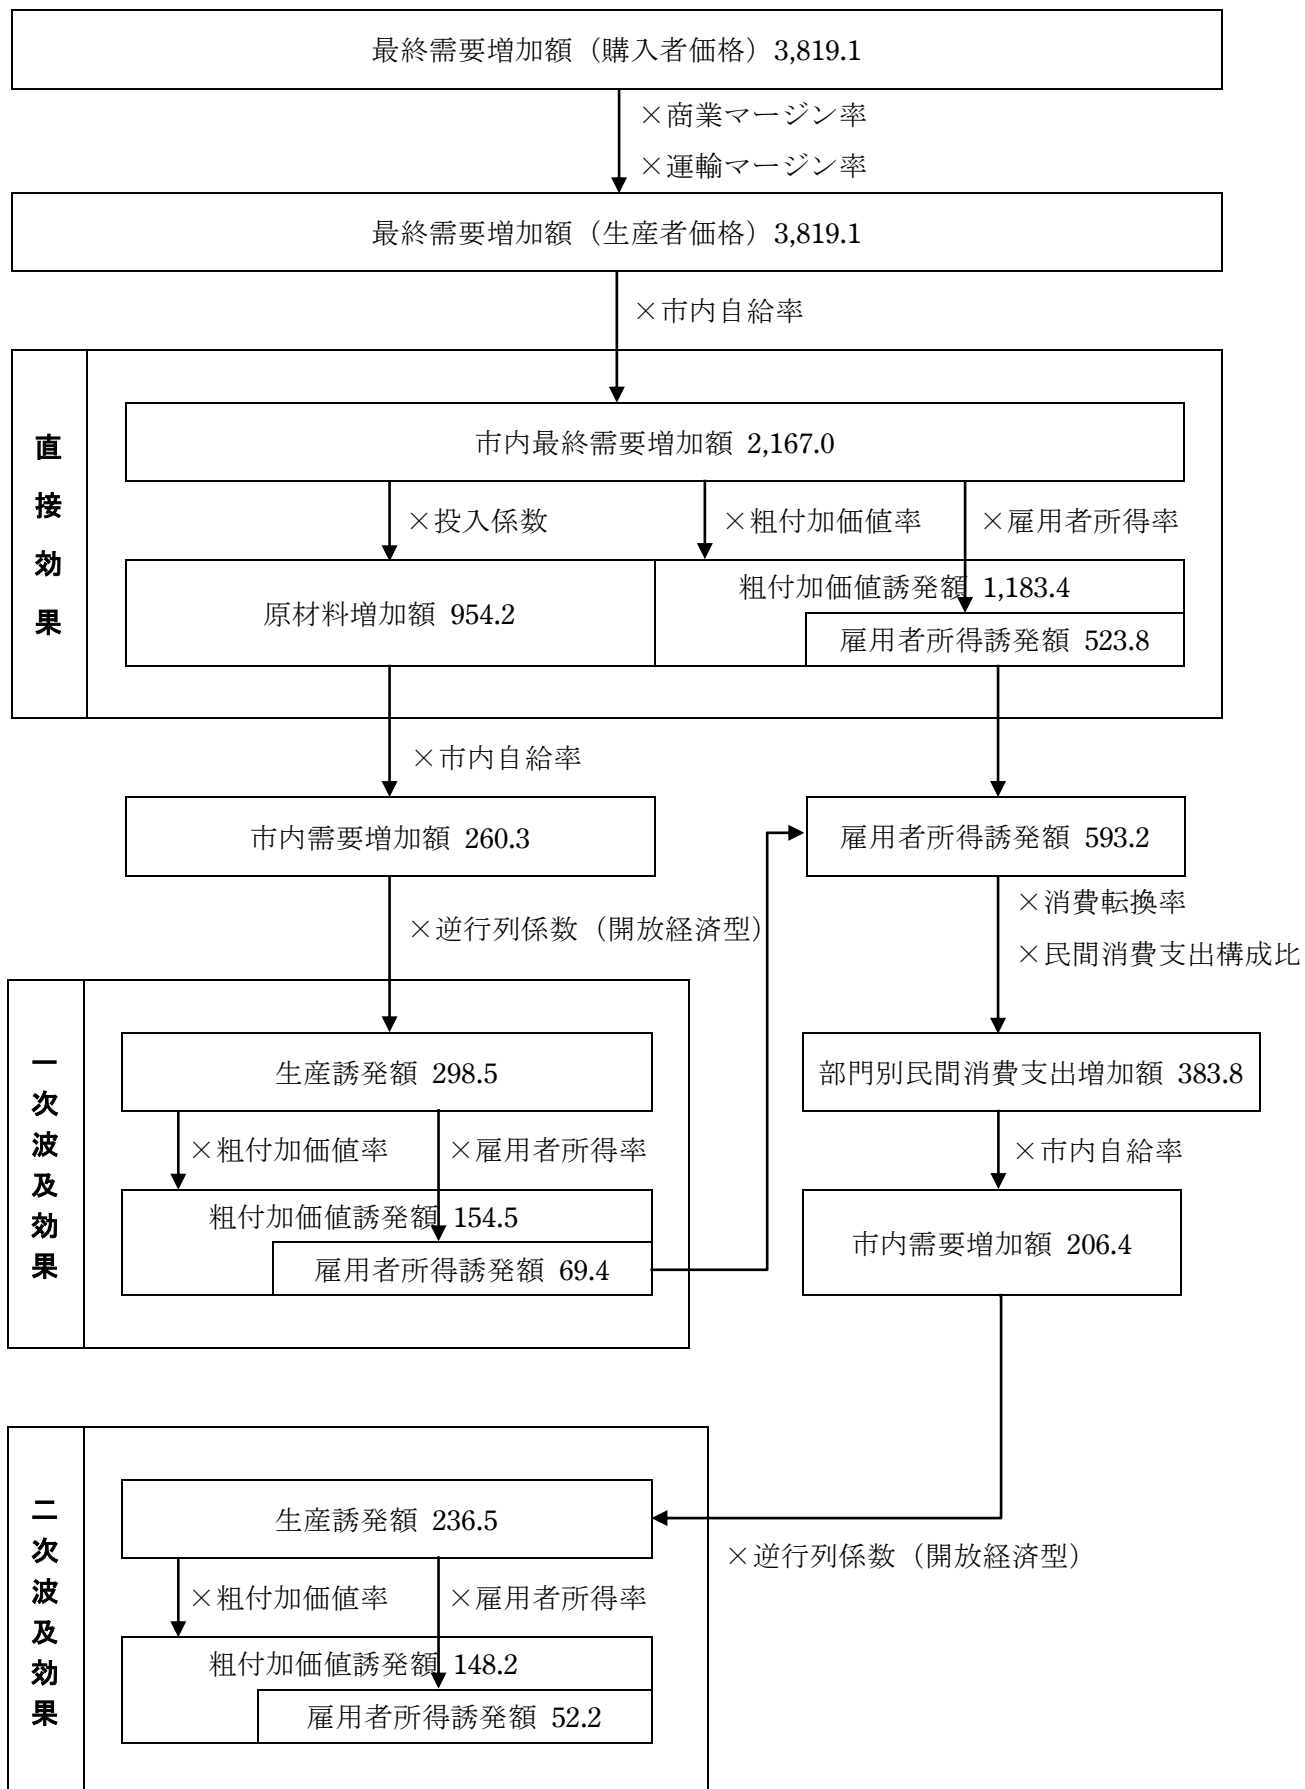 最終需要増加額（購入者価格）3,819.1
×商業マージン率
×運輸マージン率
最終需要増加額（生産者価格）3,819.1
×市内自給率
直接効果
市内最終需要増加額 2,167.0
×投入係数
×粗付加価値率
×雇用者所得率
原材料増加額 954.2
粗付加価値誘発額 1,183.4
雇用者所得誘発額 523.8
×市内自給率
市内需要増加額 260.3
雇用者所得誘発額 593.2
×逆行列係数（開放経済型）
×消費転換率
×民間消費支出構成比
一次波及効果
生産誘発額 298.5
部門別民間消費支出増加額 383.8
×粗付加価値率
×雇用者所得率
×市内自給率
粗付加価値誘発額 154.5
雇用者所得誘発額 69.4
市内需要増加額 206.4
二次波及効果
生産誘発額 236.5
×逆行列係数（開放経済型）
×粗付加価値率
×雇用者所得率
粗付加価値誘発額 148.2
雇用者所得誘発額 52.2